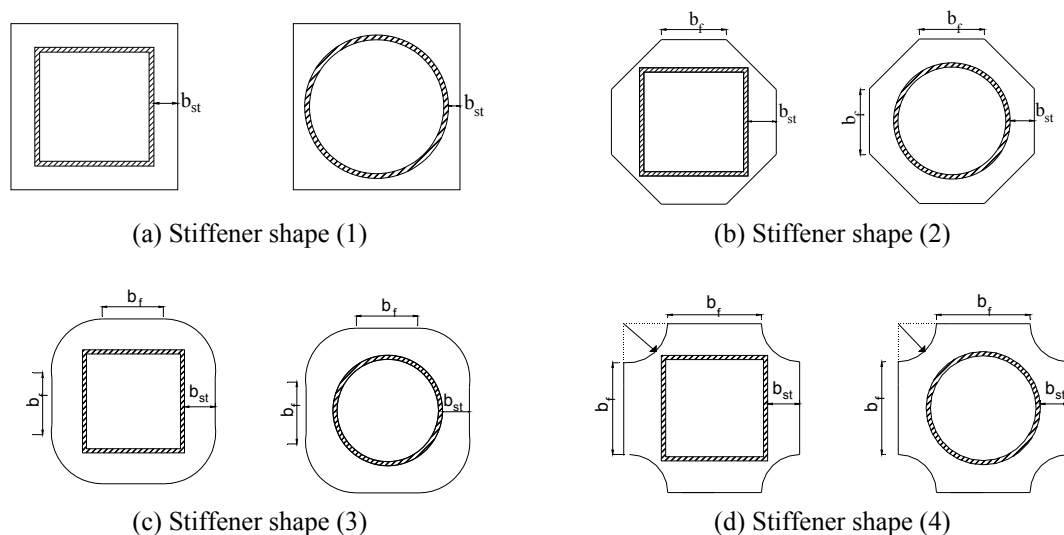 b_st
b_st
(a) Stiffener shape (1)
b_f
b_st
b_f
b_f
b_st
(b) Stiffener shape (2)
b_f
b_f
b_st
b_f
b_f
b_st
(c) Stiffener shape (3)
b_f
b_f
b_st
b_f
b_f
b_st
(d) Stiffener shape (4)